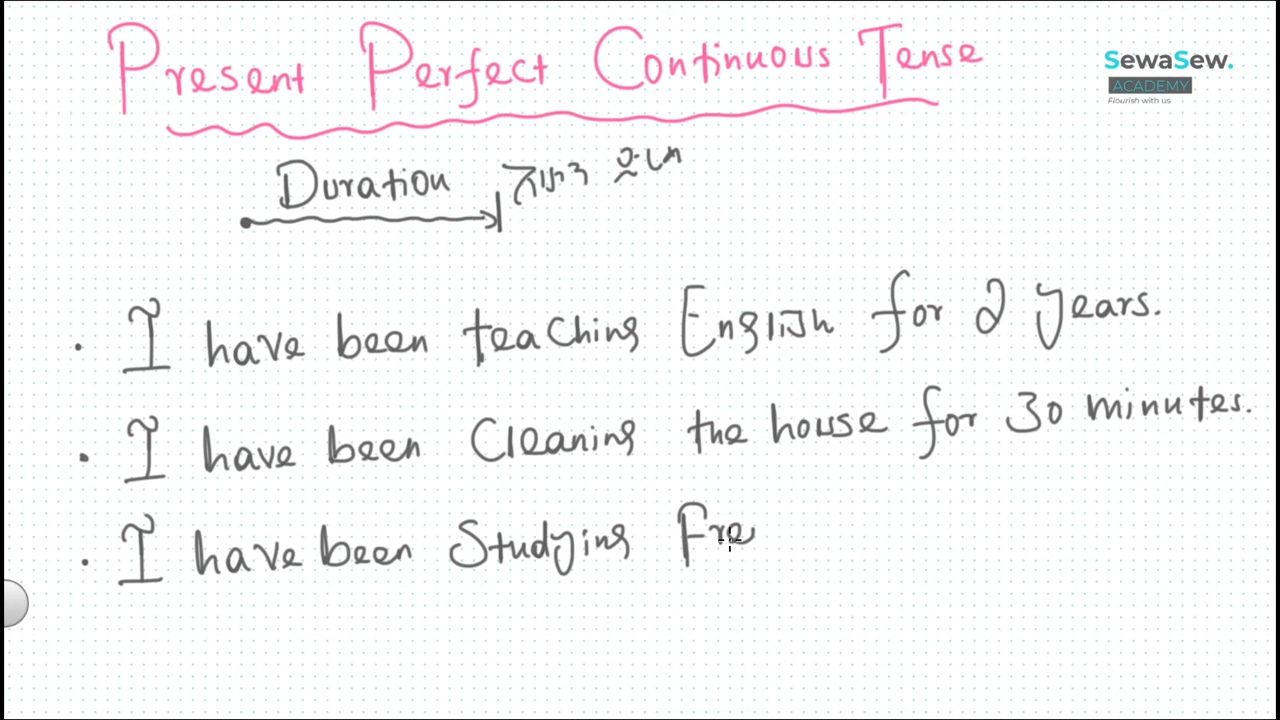 Present Perfect Continuous Tense
SewaSew.
ACADEMY
Flourish with us
Duration
I have been teaching English for 2 years.
I have been Cleaning the house for 30 minutes.
I have been Studying Fre